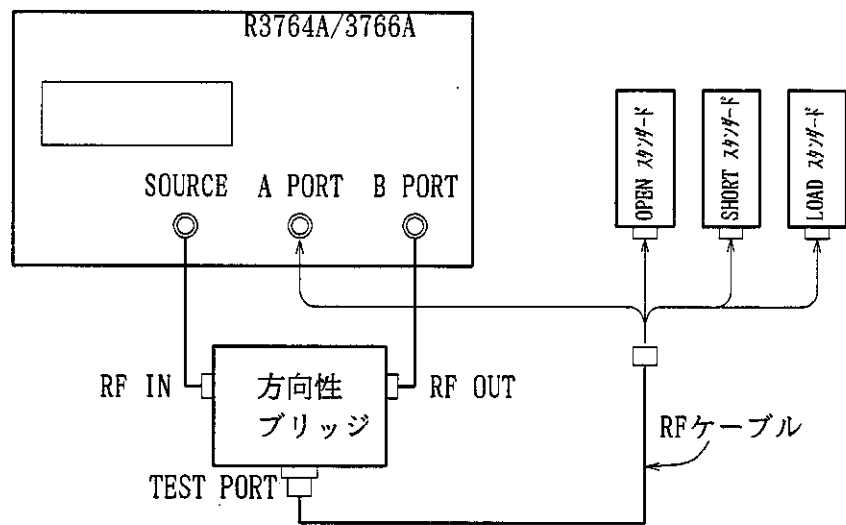 R3764A/3766A
SOURCE A PORT B PORT
OPEN スタンダード
SHORT スタンダード
LOAD スタンダード
RF IN
方向性
ブリッジ
RF OUT
RFケーブル
TEST PORT